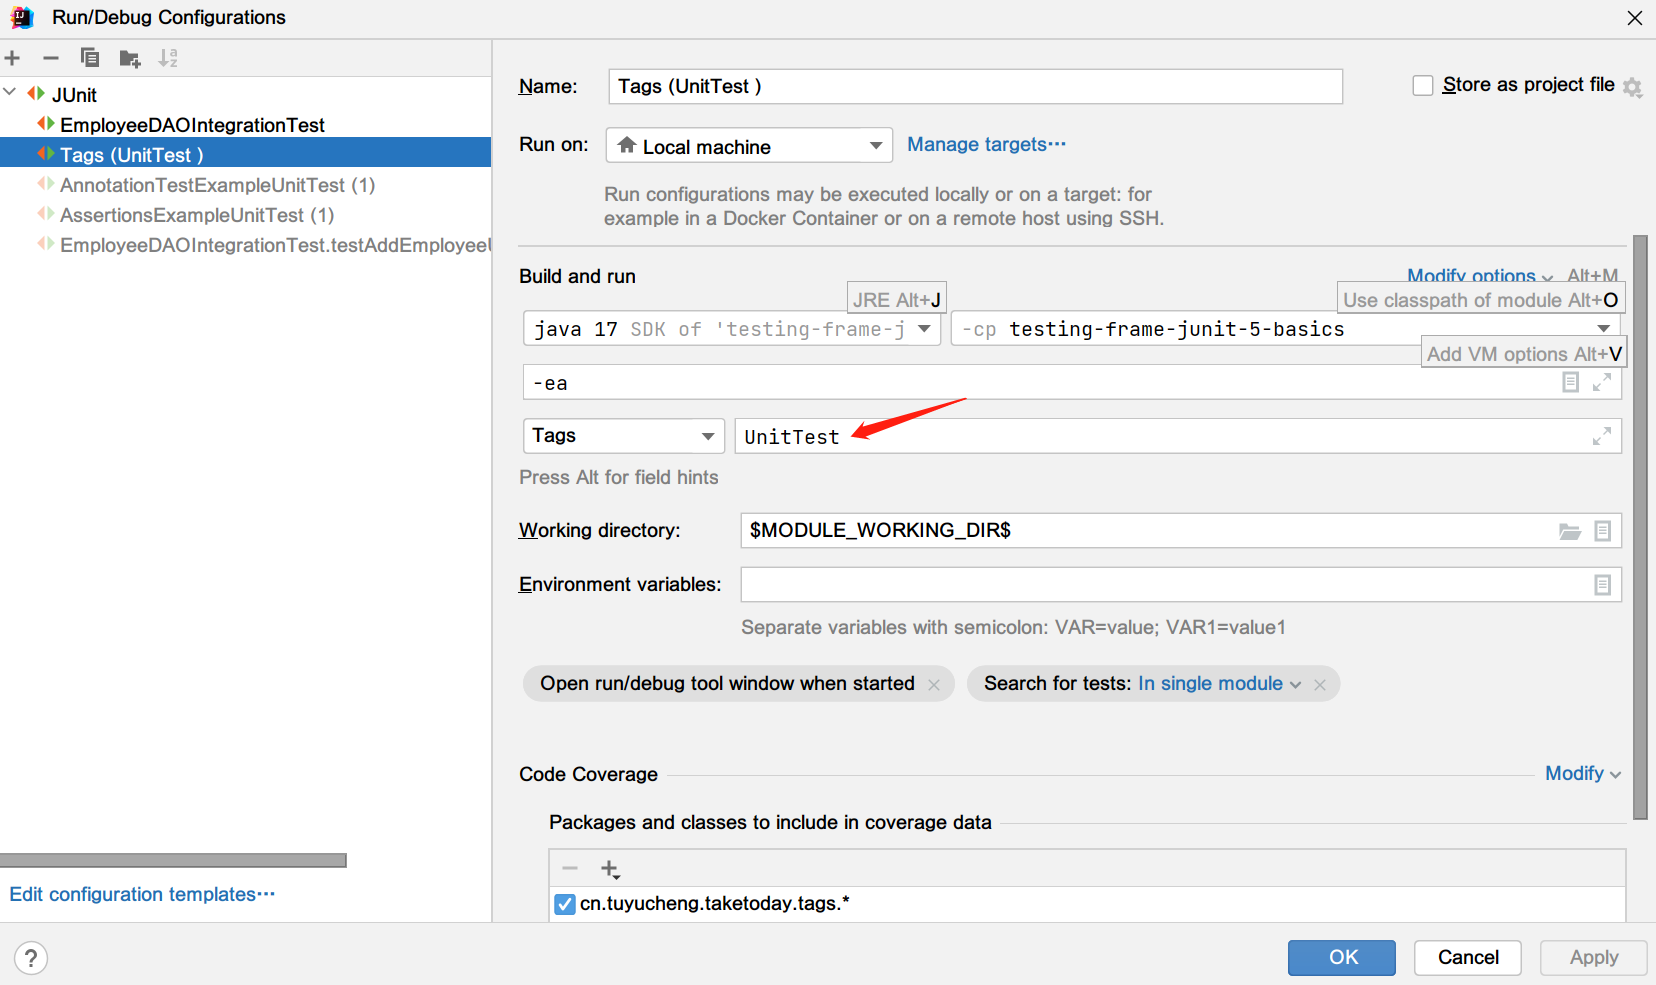 Run/Debug Configurations
JUnit
EmployeeDAOIntegrationTest
Tags (UnitTest )
AnnotationTestExampleUnitTest (1)
AssertionsExampleUnitTest (1)
EmployeeDAOIntegrationTest.testAddEmployee
Edit configuration templates...
Name: Tags (UnitTest )
Store as project file
Run on: Local machine Manage targets...
Run configurations may be executed locally or on a target: for
example in a Docker Container or on a remote host using SSH.
Build and run
Modify options Alt+M
JRE Alt+J
Use classpath of module Alt+O
java 17 SDK of 'testing-frame-j
-cp testing-frame-junit-5-basics
Add VM options Alt+V
-ea
Tags UnitTest
Press Alt for field hints
Working directory: $MODULE_WORKING_DIR$
Environment variables:
Separate variables with semicolon: VAR=value; VAR1=value1
Open run/debug tool window when started
Search for tests: In single module
Code Coverage
Modify
Packages and classes to include in coverage data
cn.tuyucheng.taketoday.tags.*
?
OK
Cancel
Apply